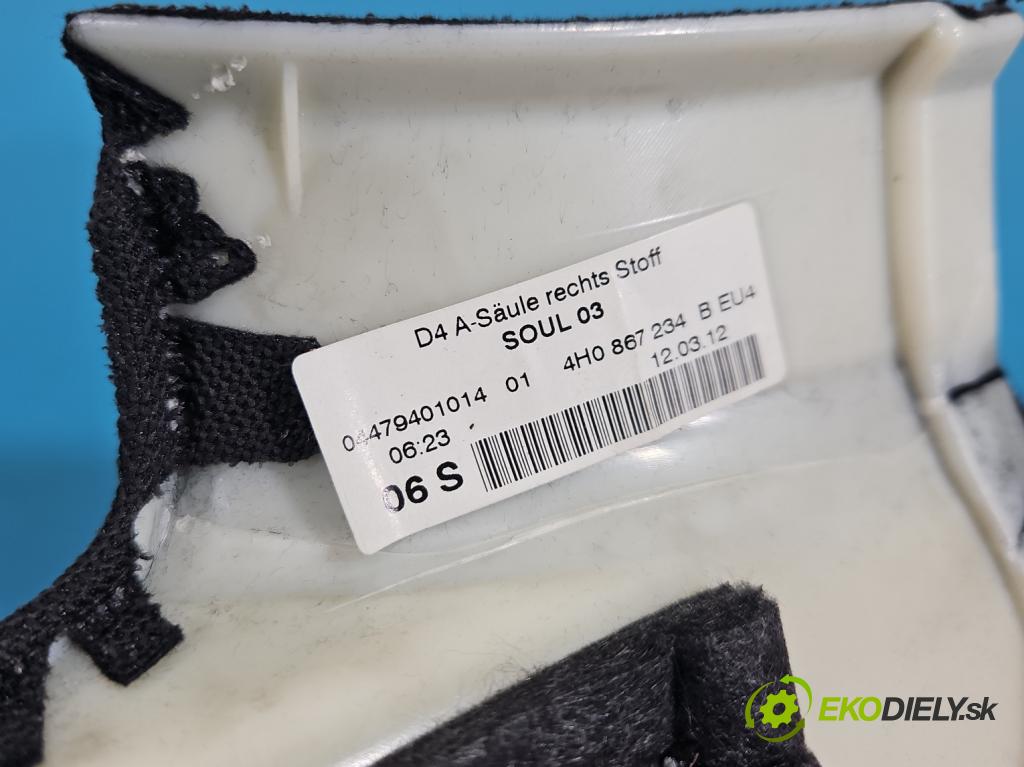 D4 A-Säule rechts Stoff
SOUL 03
04479401014 01 4H0 867 234 B EU4
06:23 12.03.12
06 S
EKODIELY.sk